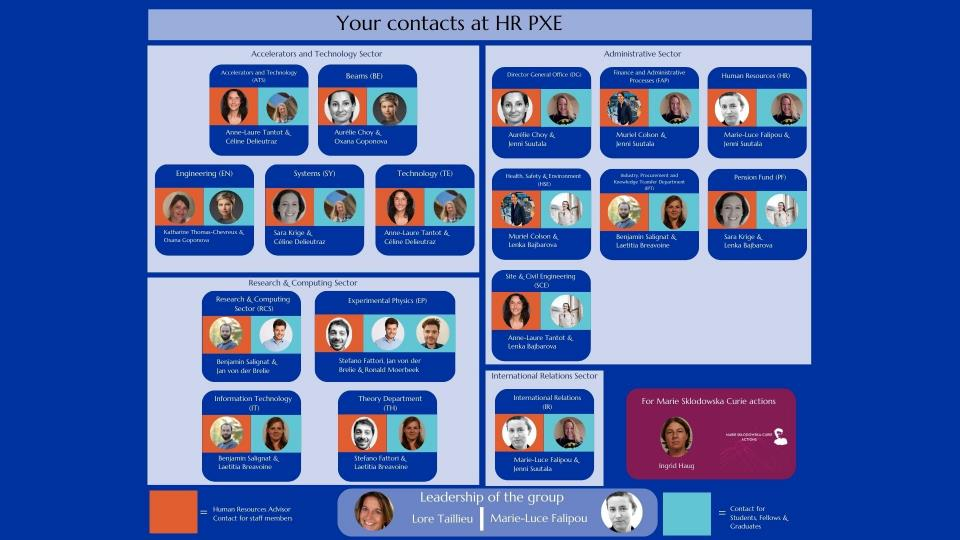 Your contacts at HR PXE
Accelerators and Technology Sector
Accelerators and Technology
(ATS)
Anne-Laure Tantot &
Céline Delieutraz
Beams (BE)
Aurélie Choy &
Oxana Goponova
Engineering (EN)
Katharine Thomas-Chevreux &
Oxana Goponova
Systems (SY)
Sara Krige &
Céline Delieutraz
Technology (TE)
Anne-Laure Tantot &
Céline Delieutraz
Administrative Sector
Director General Office (DG)
Aurélie Choy &
Jenni Suutala
Finance and Administrative
Processes (FAP)
Muriel Colson &
Jenni Suutala
Human Resources (HR)
Marie-Luce Falipou &
Jenni Suutala
Health, Safety & Environment
(HSE)
Muriel Colson &
Lenka Bajbarova
Industry, Procurement and
Knowledge Transfer Department
(IPT)
Benjamin Salignat &
Laetitia Breavoine
Pension Fund (PF)
Sara Krige &
Lenka Bajbarova
Site & Civil Engineering
(SCE)
Anne-Laure Tantot &
Lenka Bajbarova
Research & Computing Sector
Research & Computing
Sector (RCS)
Benjamin Salignat &
Jan von der Brelie
Experimental Physics (EP)
Stefano Fattori, Jan von der
Brelie & Ronald Moerbeek
Information Technology
(IT)
Benjamin Salignat &
Laetitia Breavoine
Theory Department
(TH)
Stefano Fattori &
Laetitia Breavoine
International Relations Sector
International Relations
(IR)
Marie-Luce Falipou &
Jenni Suutala
For Marie Sklodowska Curie actions
MARIE SKŁODOWSKA CURIE
ACTIONS
Ingrid Haug
= Human Resources Advisor
Contact for staff members
Leadership of the group
Lore Taillieu | Marie-Luce Falipou
= Contact for
Students, Fellows &
Graduates